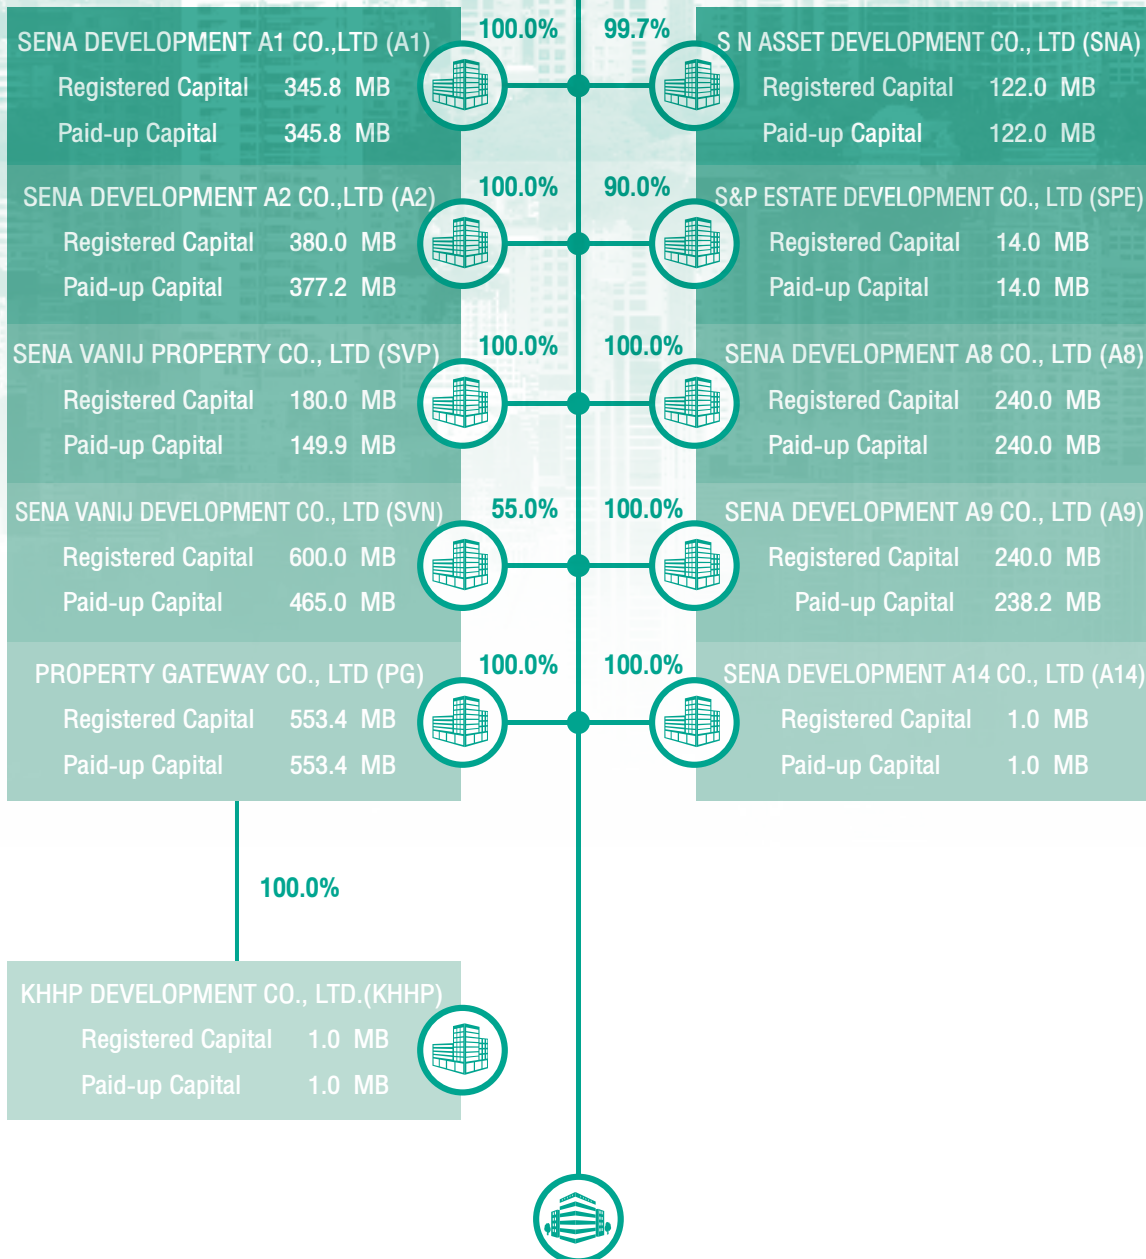 100.0% 99.7%
SENA DEVELOPMENT A1 CO.,LTD (A1)
Registered Capital 345.8 MB
Paid-up Capital 345.8 MB
S N ASSET DEVELOPMENT CO., LTD (SNA)
Registered Capital 122.0 MB
Paid-up Capital 122.0 MB
100.0% 90.0%
SENA DEVELOPMENT A2 CO.,LTD (A2)
Registered Capital 380.0 MB
Paid-up Capital 377.2 MB
S&P ESTATE DEVELOPMENT CO., LTD (SPE)
Registered Capital 14.0 MB
Paid-up Capital 14.0 MB
100.0% 100.0%
SENA VANIJ PROPERTY CO., LTD (SVP)
Registered Capital 180.0 MB
Paid-up Capital 149.9 MB
SENA DEVELOPMENT A8 CO., LTD (A8)
Registered Capital 240.0 MB
Paid-up Capital 240.0 MB
55.0% 100.0%
SENA VANIJ DEVELOPMENT CO., LTD (SVN)
Registered Capital 600.0 MB
Paid-up Capital 465.0 MB
SENA DEVELOPMENT A9 CO., LTD (A9)
Registered Capital 240.0 MB
Paid-up Capital 238.2 MB
100.0% 100.0%
PROPERTY GATEWAY CO., LTD (PG)
Registered Capital 553.4 MB
Paid-up Capital 553.4 MB
SENA DEVELOPMENT A14 CO., LTD (A14)
Registered Capital 1.0 MB
Paid-up Capital 1.0 MB
100.0%
KHHP DEVELOPMENT CO., LTD.(KHHP)
Registered Capital 1.0 MB
Paid-up Capital 1.0 MB